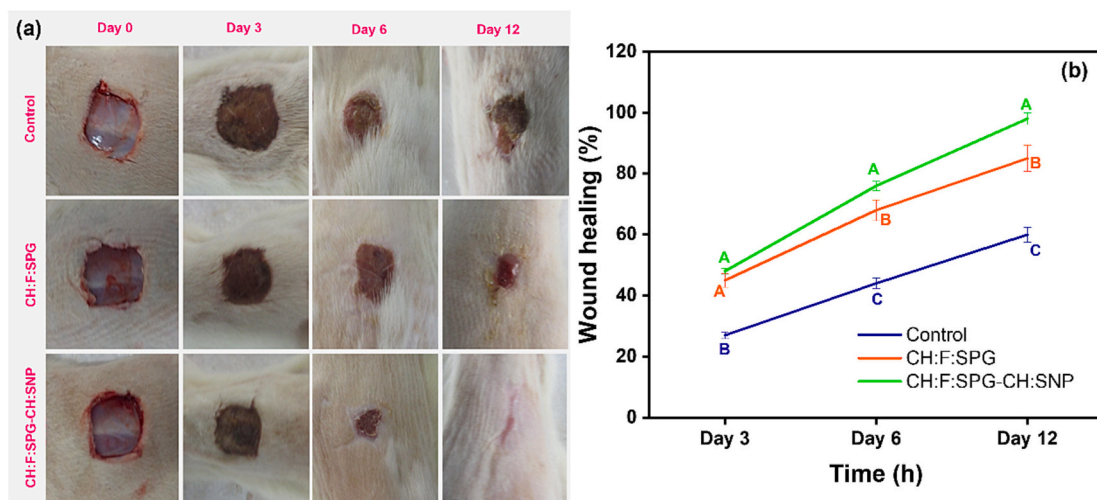 (a)
Day 0
Day 3
Day 6
Day 12
Control
CH:F:SPG
CH:F:SPG-CH:SNP
(b)
Wound healing (%)
120
100
80
60
40
20
0
A
A
A
A
B
B
B
C
C
Control
CH:F:SPG
CH:F:SPG-CH:SNP
Day 3
Day 6
Day 12
Time (h)